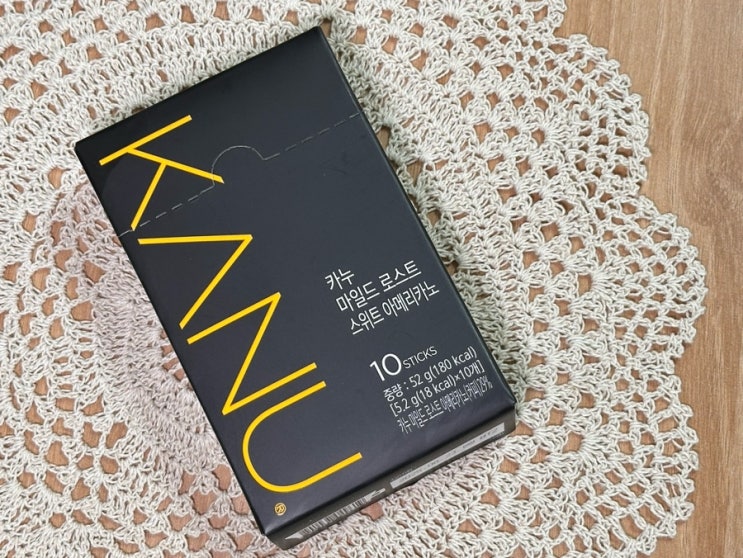 KANU
카누
마일드 로스트
스위트 아메리카노
10 STICKS
중량 : 52 g(180 kcal)
[5.2 g(18 kcal)×10개]